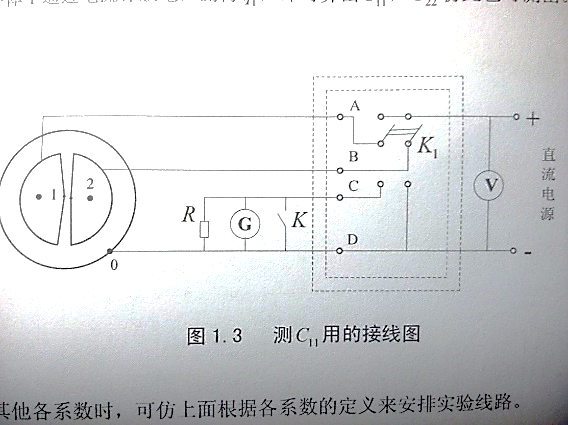 A
+
K₁
B
直流电源
1
2
C
V
R
G
K
D
0
-
图 1.3 测C₁₁用的接线图
其他各系数时，可仿上面根据各系数的定义来安排实验线路。